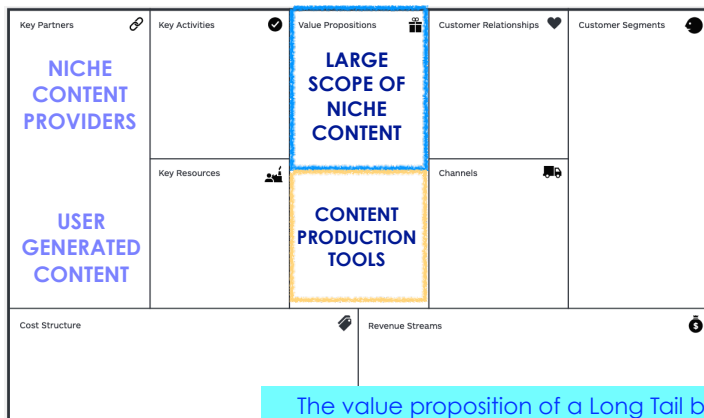 Key Partners
Key Activities
Value Propositions
Customer Relationships
Customer Segments
NICHE
CONTENT
PROVIDERS
LARGE
SCOPE OF
NICHE
CONTENT
Key Resources
Channels
USER
GENERATED
CONTENT
CONTENT
PRODUCTION
TOOLS
Cost Structure
Revenue Streams
The value proposition of a Long Tail b